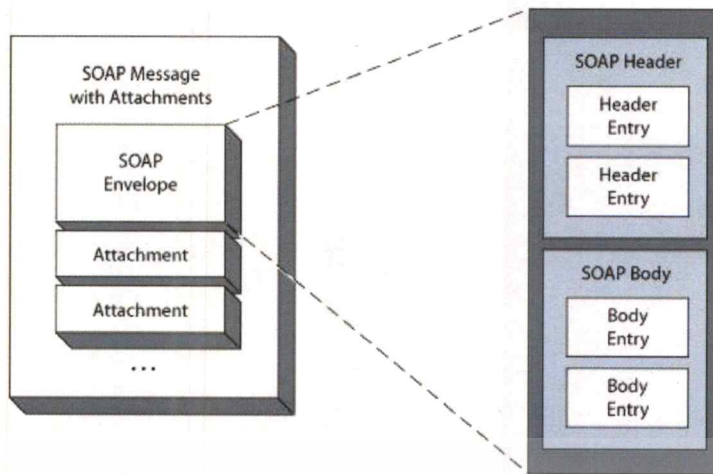 SOAP Message
with Attachments
SOAP
Envelope
Attachment
Attachment
...
SOAP Header
Header
Entry
Header
Entry
SOAP Body
Body
Entry
Body
Entry